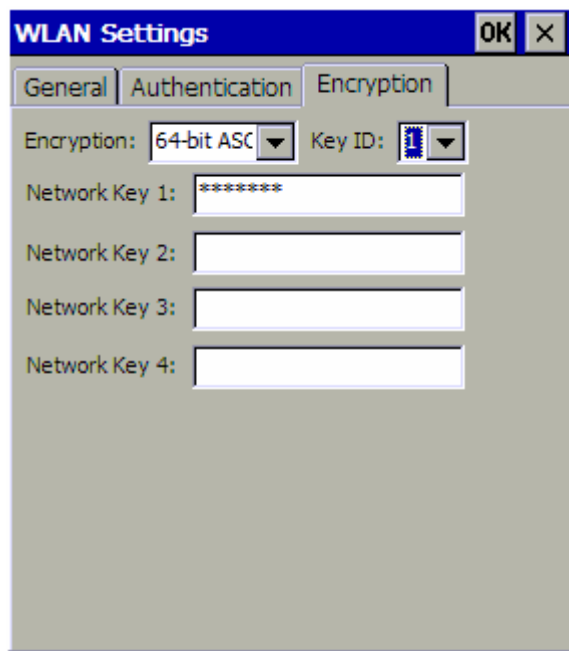 WLAN Settings OK ×
General Authentication Encryption
Encryption: 64-bit ASC Key ID: 1
Network Key 1: *******
Network Key 2:
Network Key 3:
Network Key 4: